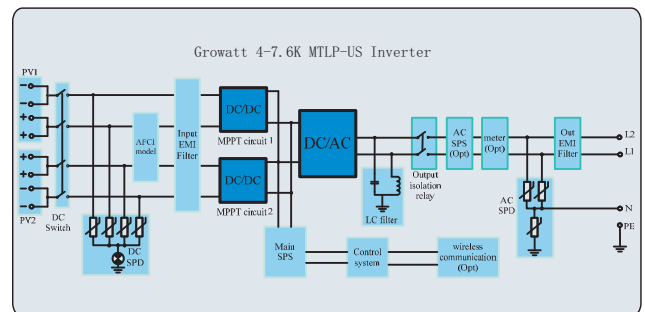 Growatt 4-7.6K MTLP-US Inverter
PV1
DC/DC
MPPT circuit 1
AFCI
model
Input
EMI
Filter
DC/AC
Output
isolation
relay
AC
SPS
(Opt)
meter
(Opt)
Out
EMI
Filter
L2
L1
DC/DC
MPPT circuit 2
LC filter
PV2
DC
Switch
DC
SPD
AC
SPD
N
PE
Main
SPS
Control
system
wireless
communication
(Opt)